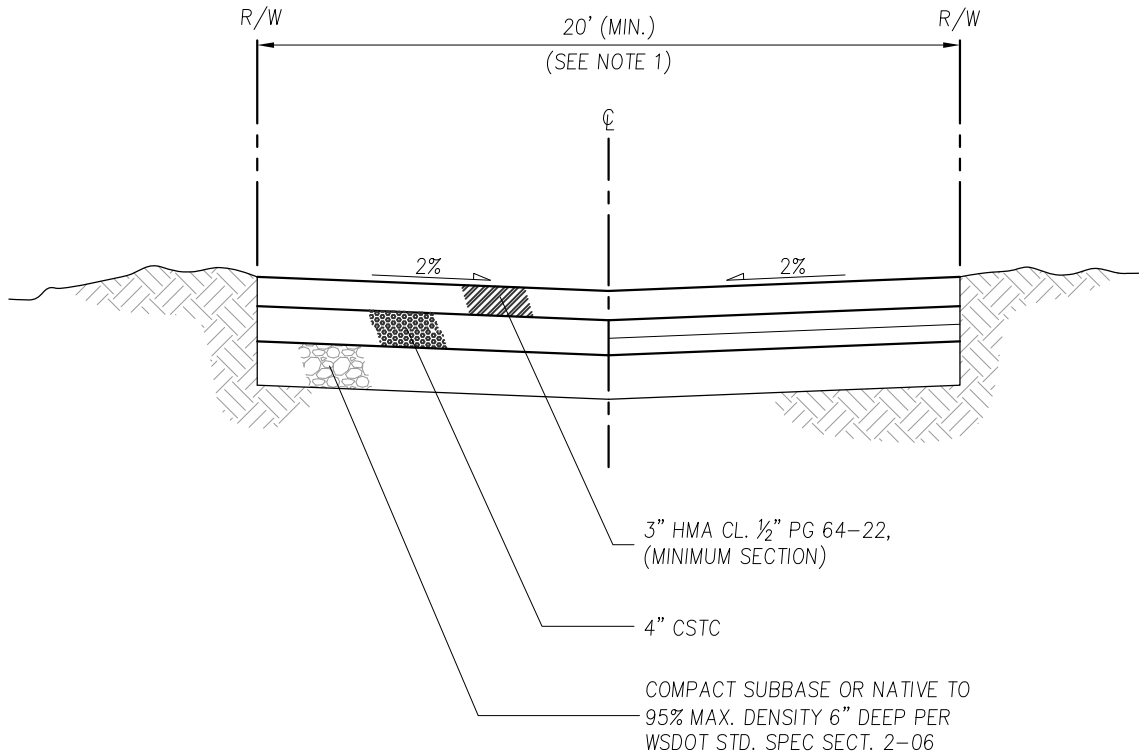 R/W
R/W
20' (MIN.)
(SEE NOTE 1)
℄
2%
2%
3" HMA CL. ½" PG 64-22,
(MINIMUM SECTION)
4" CSTC
COMPACT SUBBASE OR NATIVE TO
95% MAX. DENSITY 6" DEEP PER
WSDOT STD. SPEC SECT. 2-06